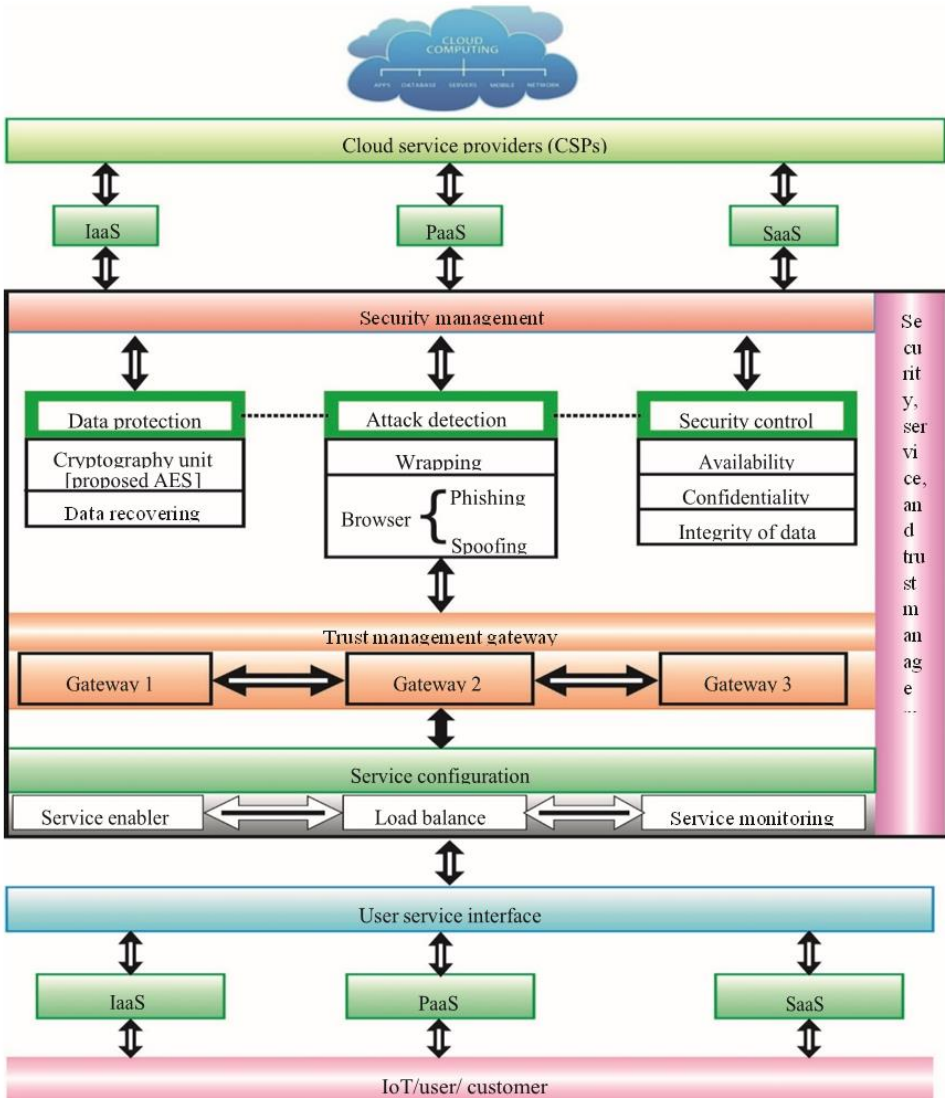 CLOUD
COMPUTING
APPS DATABASE SERVERS MOBILE NETWORK
Cloud service providers (CSPs)
IaaS PaaS SaaS
Security management
Data protection Attack detection Security control
Cryptography unit
[proposed AES]
Data recovering
Wrapping
Browser { Phishing
Spoofing
Availability
Confidentiality
Integrity of data
Trust management gateway
Gateway 1 Gateway 2 Gateway 3
Service configuration
Service enabler Load balance Service monitoring
Se
cu
rit
y,
ser
vi
ce,
an
d
tru
st
m
an
ag
e
User service interface
IaaS PaaS SaaS
IoT/user/ customer